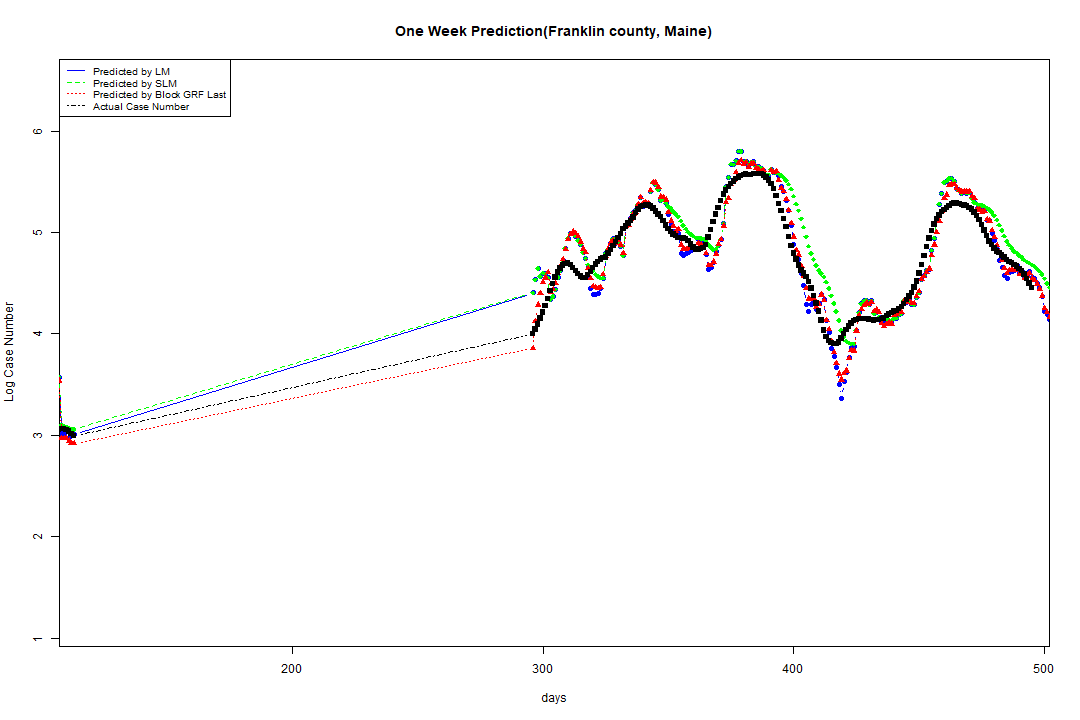 One Week Prediction(Franklin county, Maine)
Predicted by LM
Predicted by SLM
Predicted by Block GRF Last
Actual Case Number
6
5
4
3
2
1
Log Case Number
200 300 400 500
days